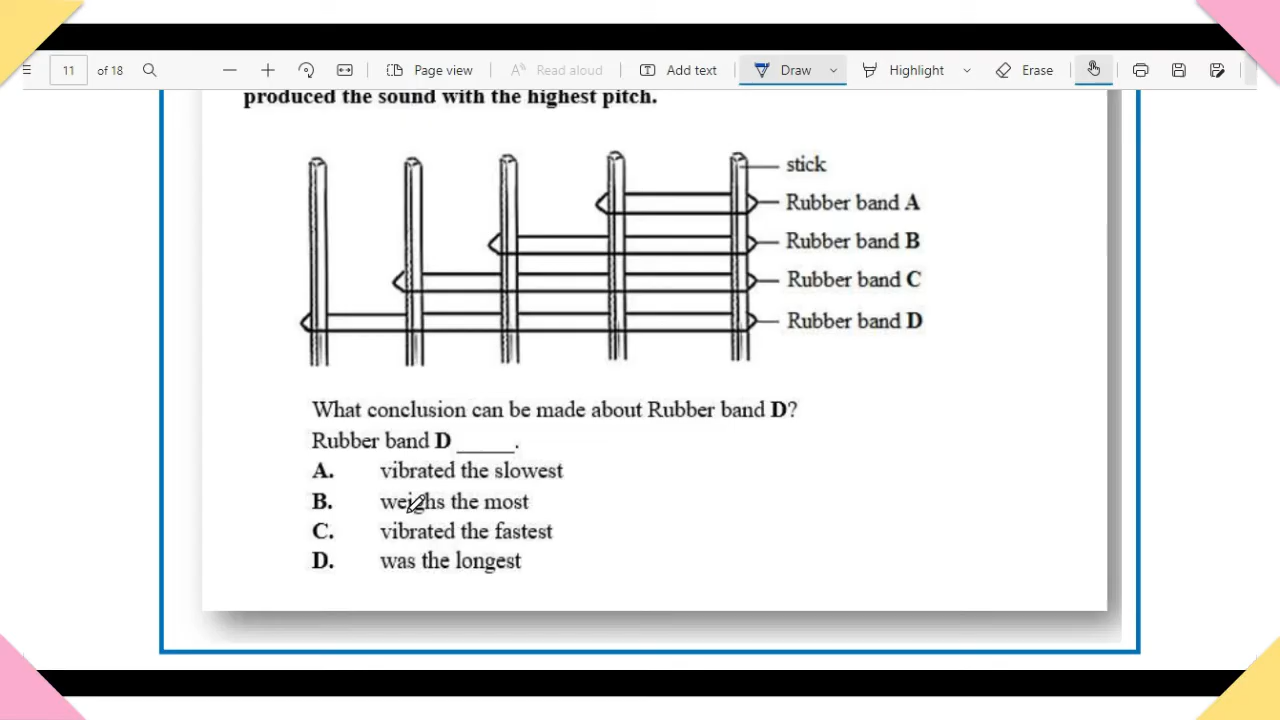 11 of 18 Page view Read aloud Add text Draw Highlight Erase
produced the sound with the highest pitch.
stick
Rubber band A
Rubber band B
Rubber band C
Rubber band D
What conclusion can be made about Rubber band D?
Rubber band D _____.
A. vibrated the slowest
B. weighs the most
C. vibrated the fastest
D. was the longest